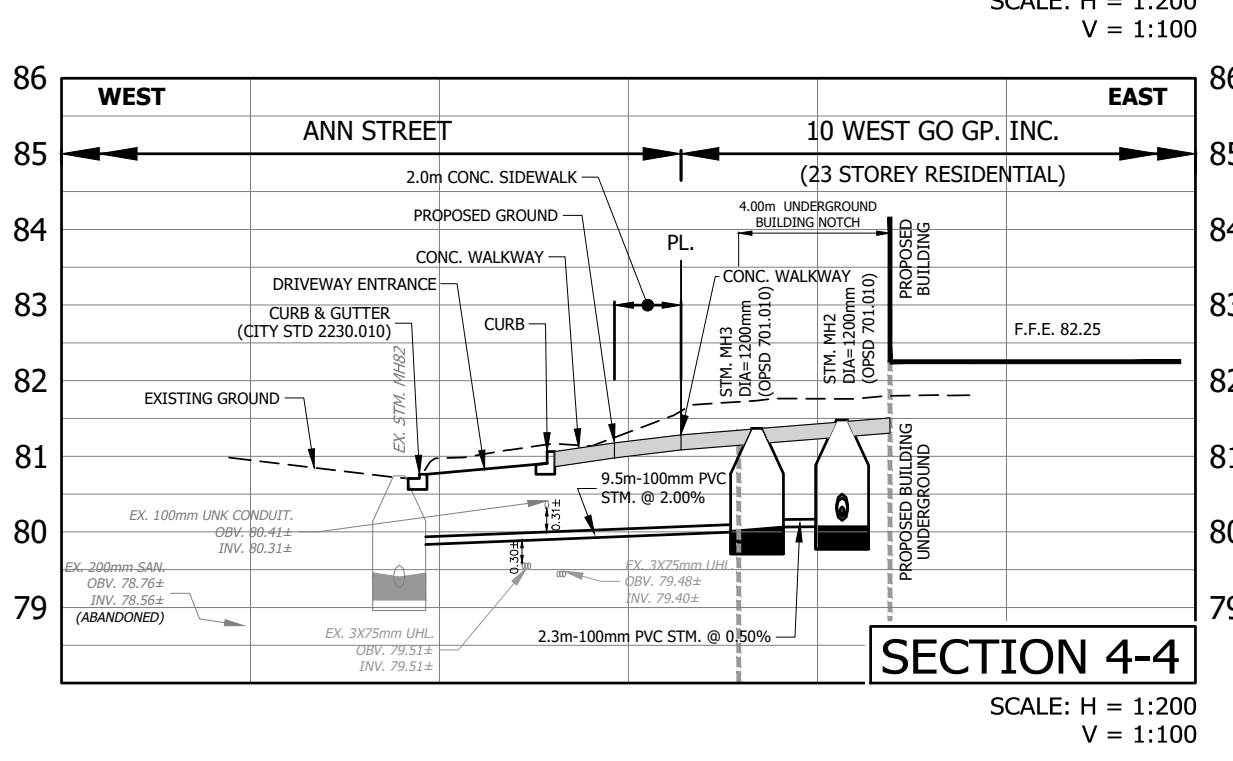 SCALE: H = 1:200
V = 1:100
86
86
WEST
EAST
ANN STREET
10 WEST GO GP. INC.
85
85
(23 STOREY RESIDENTIAL)
2.0m CONC. SIDEWALK
4.00m UNDERGROUND
BUILDING NOTCH
PROPOSED GROUND
84
84
PL.
CONC. WALKWAY
CONC. WALKWAY
PROPOSED
BUILDING
DRIVEWAY ENTRANCE
83
83
CURB & GUTTER
(CITY STD 2230.010)
CURB
STM. MH3
DIA=1200mm
(OPSD 701.010)
STM. MH2
DIA=1200mm
(OPSD 701.010)
F.F.E. 82.25
EX. STM. MH82
82
82
EXISTING GROUND
81
81
9.5m-100mm PVC
STM. @ 2.00%
PROPOSED BUILDING
UNDERGROUND
EX. 100mm UNK CONDUIT.
OBV. 80.41±
INV. 80.31±
0.31±
80
80
0.30±
EX. 200mm SAN.
OBV. 78.76±
INV. 78.56±
(ABANDONED)
EX. 3X75mm UHL.
OBV. 79.48±
INV. 79.40±
79
79
EX. 3X75mm UHL.
OBV. 79.51±
INV. 79.51±
2.3m-100mm PVC STM. @ 0.50%
SECTION 4-4
SCALE: H = 1:200
V = 1:100